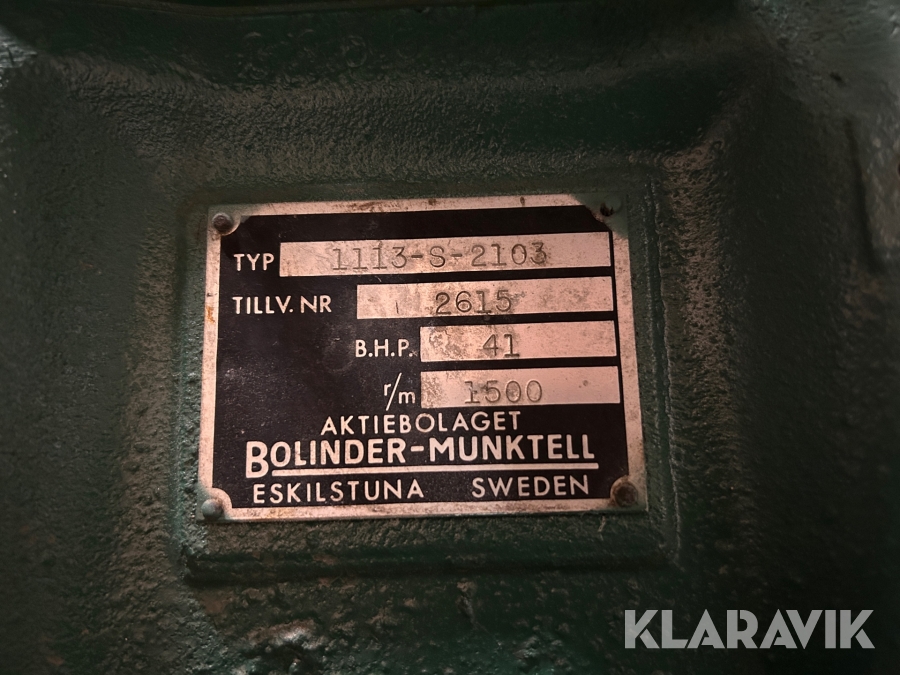 TYP 1113-S-2103
TILLV. NR 2615
B.H.P. 41
r/m 1500
AKTIEBOLAGET
BOLINDER-MUNKTELL
ESKILSTUNA SWEDEN
KLARAVIK